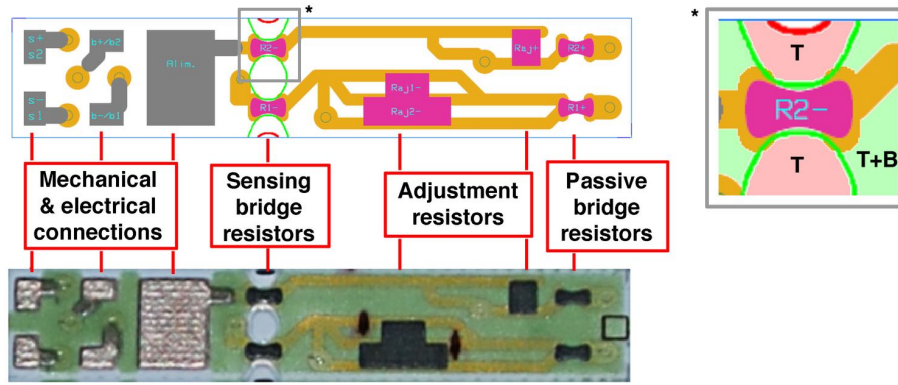 *
*
s+
s2
b+/b2
Alim.
R2-
Raj+
R2+
T
R2-
T
T+B
s-
s1
b-/b1
R1-
Raj1-
Raj2-
R1+
Mechanical
& electrical
connections
Sensing
bridge
resistors
Adjustment
resistors
Passive
bridge
resistors